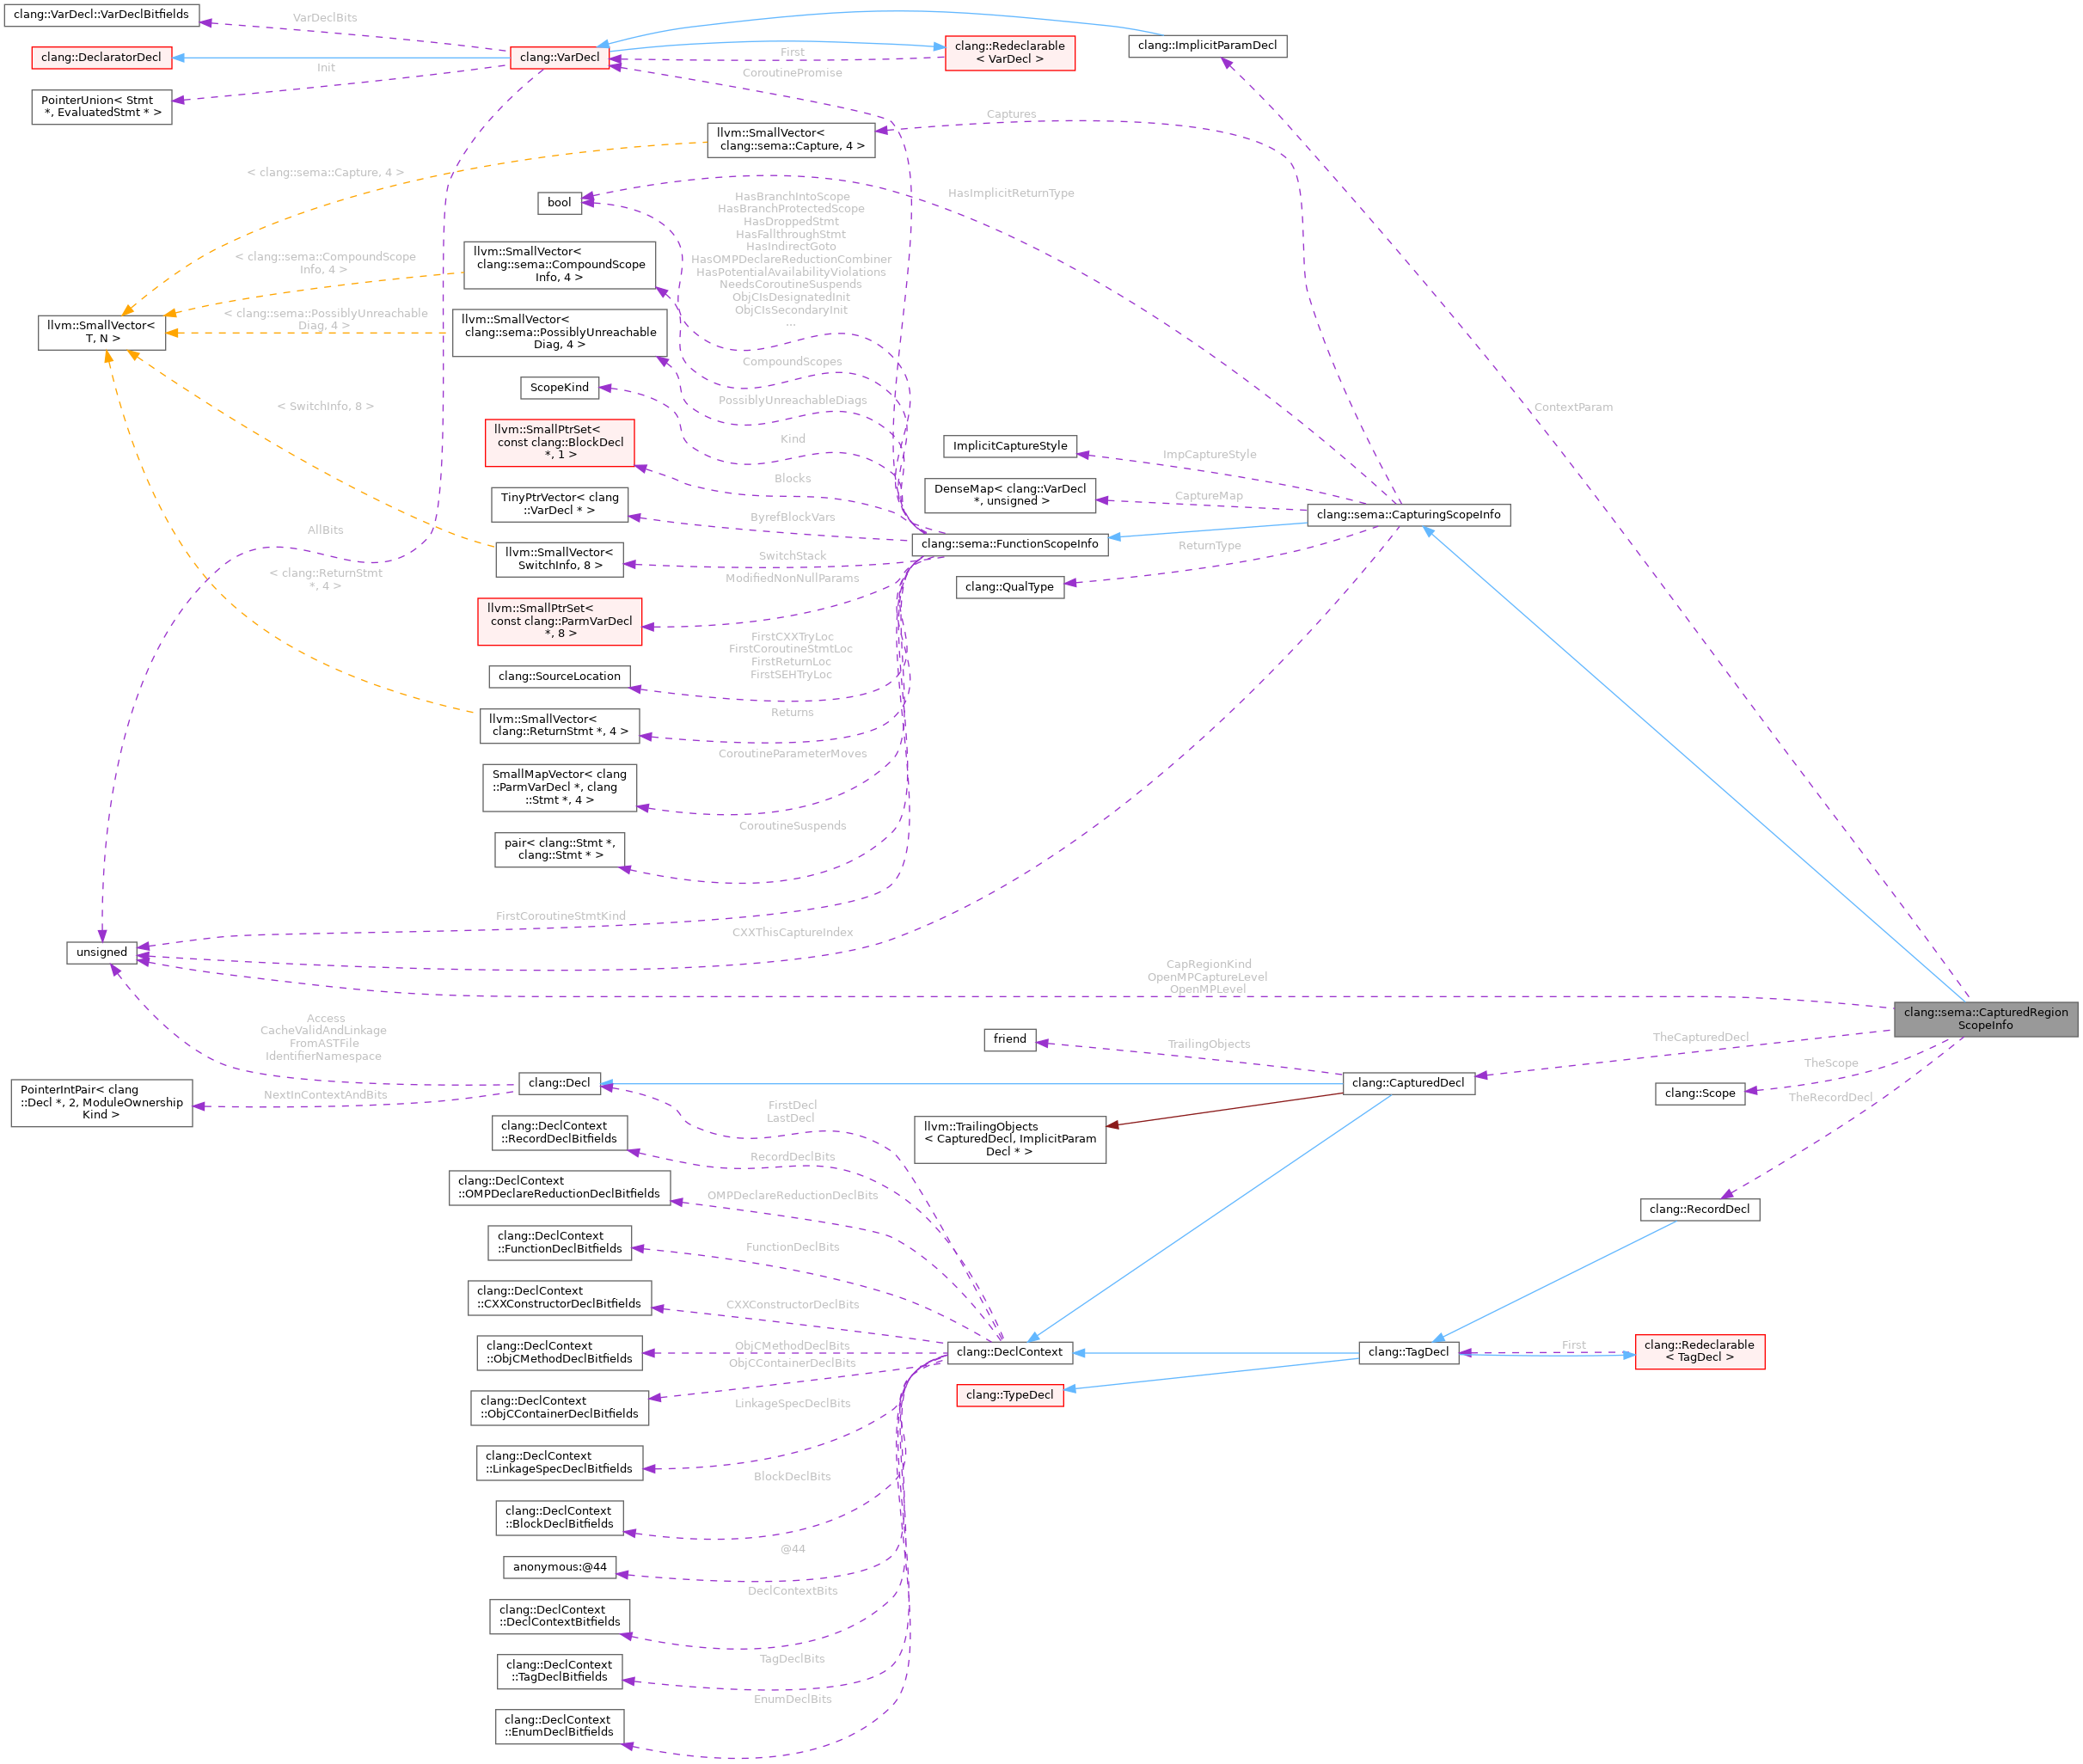 clang::VarDecl::VarDeclBitfields
VarDeclBits
clang::DeclaratorDecl
Init
PointerUnion< Stmt
*, EvaluatedStmt * >
clang::VarDecl
First
CoroutinePromise
clang::Redeclarable
< VarDecl >
clang::ImplicitParamDecl
llvm::SmallVector<
clang::sema::Capture, 4 >
Captures
< clang::sema::Capture, 4 >
bool
HasImplicitReturnType
HasBranchIntoScope
HasBranchProtectedScope
HasDroppedStmt
HasFallthroughStmt
HasIndirectGoto
HasOMPDeclareReductionCombiner
HasPotentialAvailabilityViolations
NeedsCoroutineSuspends
ObjCIsDesignatedInit
ObjCIsSecondaryInit
...
llvm::SmallVector<
clang::sema::CompoundScope
Info, 4 >
< clang::sema::CompoundScope
Info, 4 >
llvm::SmallVector<
T, N >
< clang::sema::PossiblyUnreachable
Diag, 4 >
llvm::SmallVector<
clang::sema::PossiblyUnreachable
Diag, 4 >
CompoundScopes
ScopeKind
PossiblyUnreachableDiags
ContextParam
< SwitchInfo, 8 >
llvm::SmallPtrSet<
const clang::BlockDecl
*, 1 >
Kind
ImplicitCaptureStyle
ImpCaptureStyle
Blocks
TinyPtrVector< clang
::VarDecl * >
DenseMap< clang::VarDecl
*, unsigned >
CaptureMap
ByrefBlockVars
clang::sema::CapturingScopeInfo
AllBits
clang::sema::FunctionScopeInfo
ReturnType
llvm::SmallVector<
SwitchInfo, 8 >
SwitchStack
< clang::ReturnStmt
*, 4 >
ModifiedNonNullParams
clang::QualType
llvm::SmallPtrSet<
const clang::ParmVarDecl
*, 8 >
FirstCXXTryLoc
FirstCoroutineStmtLoc
FirstReturnLoc
FirstSEHTryLoc
clang::SourceLocation
llvm::SmallVector<
clang::ReturnStmt *, 4 >
Returns
CoroutineParameterMoves
SmallMapVector< clang
::ParmVarDecl *, clang
::Stmt *, 4 >
CoroutineSuspends
pair< clang::Stmt *,
clang::Stmt * >
FirstCoroutineStmtKind
CXXThisCaptureIndex
unsigned
CapRegionKind
OpenMPCaptureLevel
OpenMPLevel
clang::sema::CapturedRegion
ScopeInfo
Access
CacheValidAndLinkage
FromASTFile
IdentifierNamespace
friend
TrailingObjects
TheCapturedDecl
TheScope
PointerIntPair< clang
::Decl *, 2, ModuleOwnership
Kind >
NextInContextAndBits
clang::Decl
clang::CapturedDecl
clang::Scope
TheRecordDecl
FirstDecl
LastDecl
clang::DeclContext
::RecordDeclBitfields
llvm::TrailingObjects
< CapturedDecl, ImplicitParam
Decl * >
RecordDeclBits
clang::DeclContext
::OMPDeclareReductionDeclBitfields
OMPDeclareReductionDeclBits
clang::RecordDecl
clang::DeclContext
::FunctionDeclBitfields
FunctionDeclBits
clang::DeclContext
::CXXConstructorDeclBitfields
CXXConstructorDeclBits
clang::DeclContext
::ObjCMethodDeclBitfields
ObjCMethodDeclBits
clang::DeclContext
clang::TagDecl
First
clang::Redeclarable
< TagDecl >
ObjCContainerDeclBits
clang::TypeDecl
clang::DeclContext
::ObjCContainerDeclBitfields
LinkageSpecDeclBits
clang::DeclContext
::LinkageSpecDeclBitfields
BlockDeclBits
clang::DeclContext
::BlockDeclBitfields
@44
anonymous:@44
DeclContextBits
clang::DeclContext
::DeclContextBitfields
TagDeclBits
clang::DeclContext
::TagDeclBitfields
EnumDeclBits
clang::DeclContext
::EnumDeclBitfields